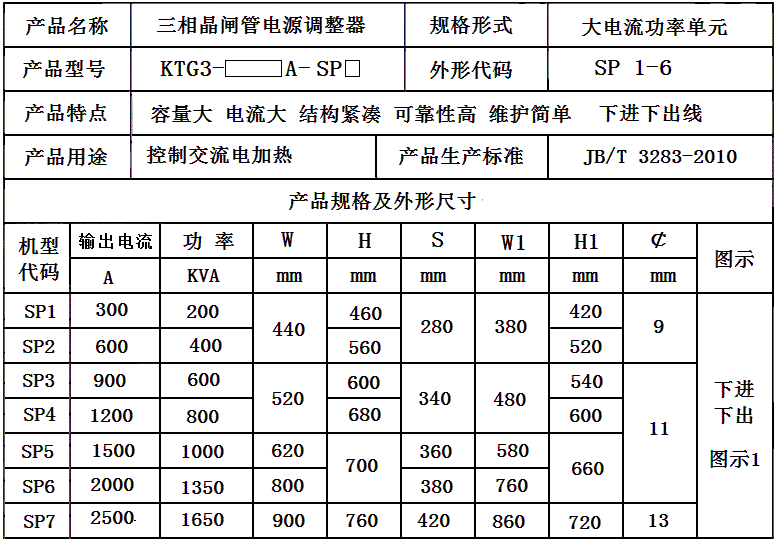 产品名称 三相晶闸管电源调整器 规格形式 大电流功率单元
产品型号 KTG3-□A-SP□ 外形代码 SP 1-6
产品特点 容量大 电流大 结构紧凑 可靠性高 维护简单 下进下出线
产品用途 控制交流电加热 产品生产标准 JB/T 3283-2010
产品规格及外形尺寸
机型代码 输出电流 功率 W H S W1 H1 ₵ 图示
A KVA mm mm mm mm mm mm
SP1 300 200 440 460 280 380 420 9 下进下出 图示1
SP2 600 400 560 520
SP3 900 600 520 600 340 480 540 11
SP4 1200 800 680 600
SP5 1500 1000 620 700 360 580 660
SP6 2000 1350 800 380 760
SP7 2500 1650 900 760 420 860 720 13